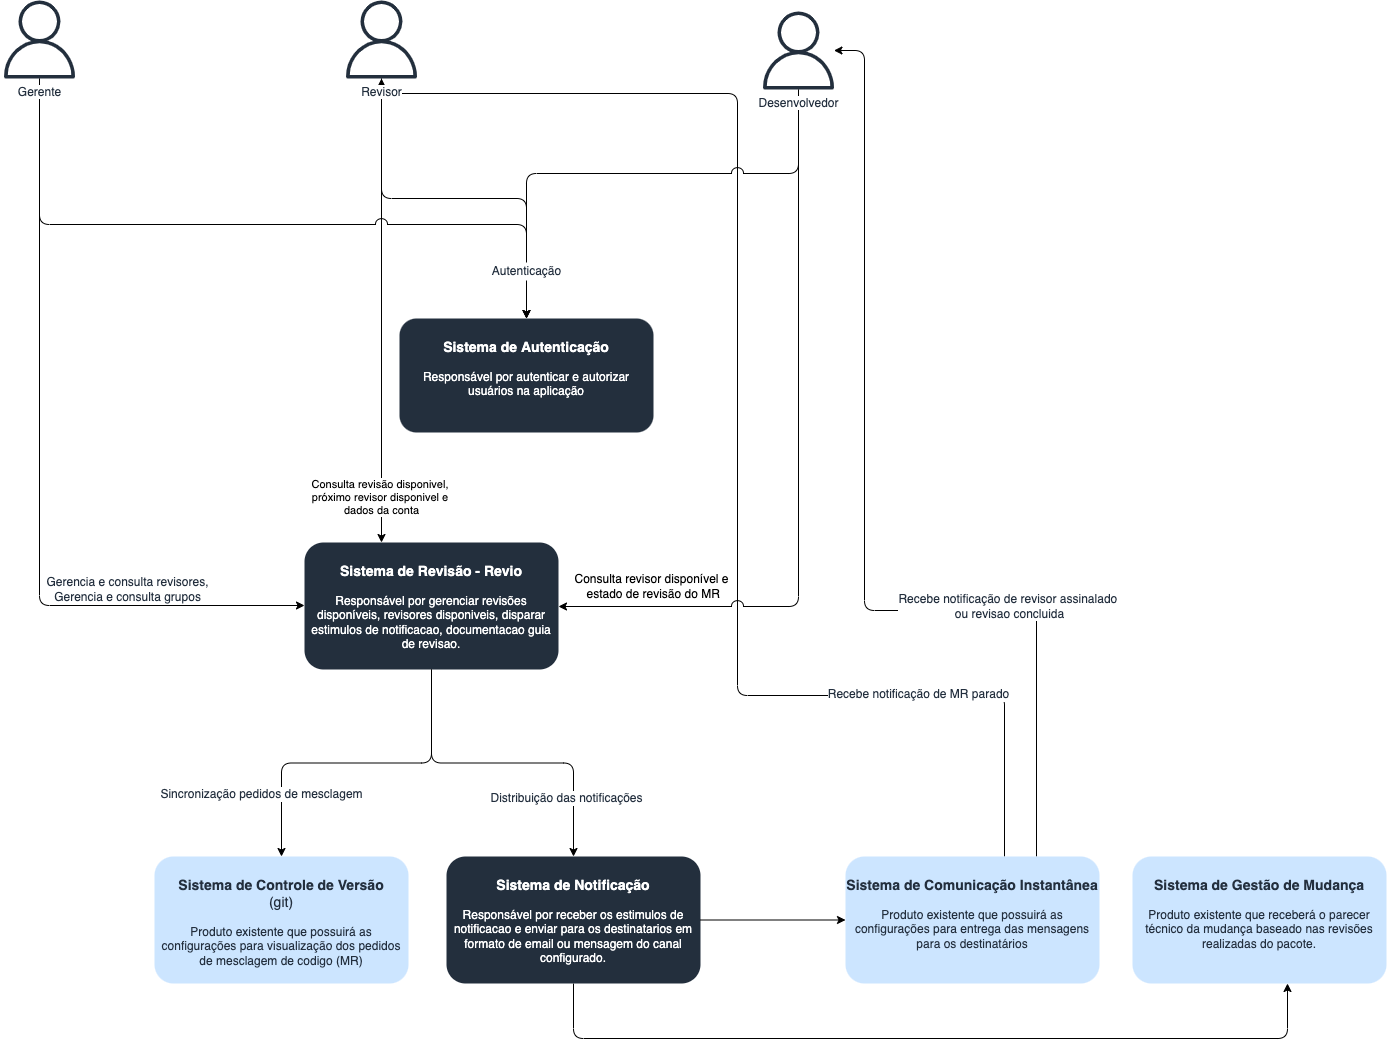 Gerente
Revisor
Desenvolvedor
Autenticação
Sistema de Autenticação
Responsável por autenticar e autorizar
usuários na aplicação
Consulta revisão disponivel,
próximo revisor disponivel e
dados da conta
Gerencia e consulta revisores,
Gerencia e consulta grupos
Sistema de Revisão - Revio
Responsável por gerenciar revisões
disponíveis, revisores disponiveis, disparar
estimulos de notificacao, documentacao guia
de revisao.
Consulta revisor disponível e
estado de revisão do MR
Recebe notificação de revisor assinalado
ou revisao concluida
Recebe notificação de MR parado
Sincronização pedidos de mesclagem
Distribuição das notificações
Sistema de Controle de Versão
(git)
Produto existente que possuirá as
configurações para visualização dos pedidos
de mesclagem de codigo (MR)
Sistema de Notificação
Responsável por receber os estimulos de
notificacao e enviar para os destinatarios em
formato de email ou mensagem do canal
configurado.
Sistema de Comunicação Instantânea
Produto existente que possuirá as
configurações para entrega das mensagens
para os destinatários
Sistema de Gestão de Mudança
Produto existente que receberá o parecer
técnico da mudança baseado nas revisões
realizadas do pacote.